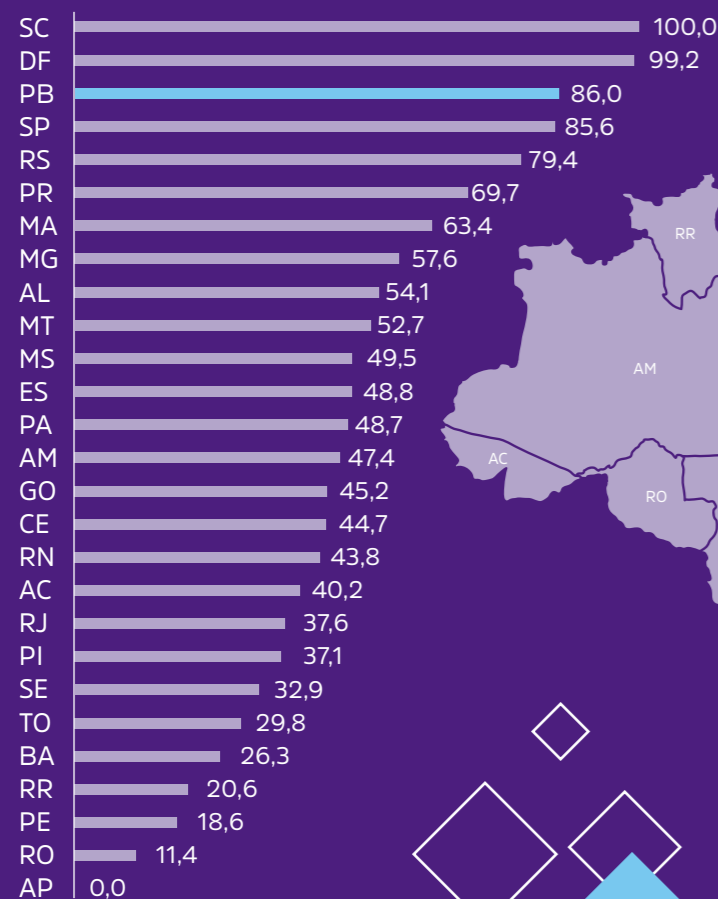 SC 100,0
DF 99,2
PB 86,0
SP 85,6
RS 79,4
PR 69,7
MA 63,4
MG 57,6
AL 54,1
MT 52,7
MS 49,5
ES 48,8
PA 48,7
AM 47,4
GO 45,2
CE 44,7
RN 43,8
AC 40,2
RJ 37,6
PI 37,1
SE 32,9
TO 29,8
BA 26,3
RR 20,6
PE 18,6
RO 11,4
AP 0,0
RR
AM
AC
RO